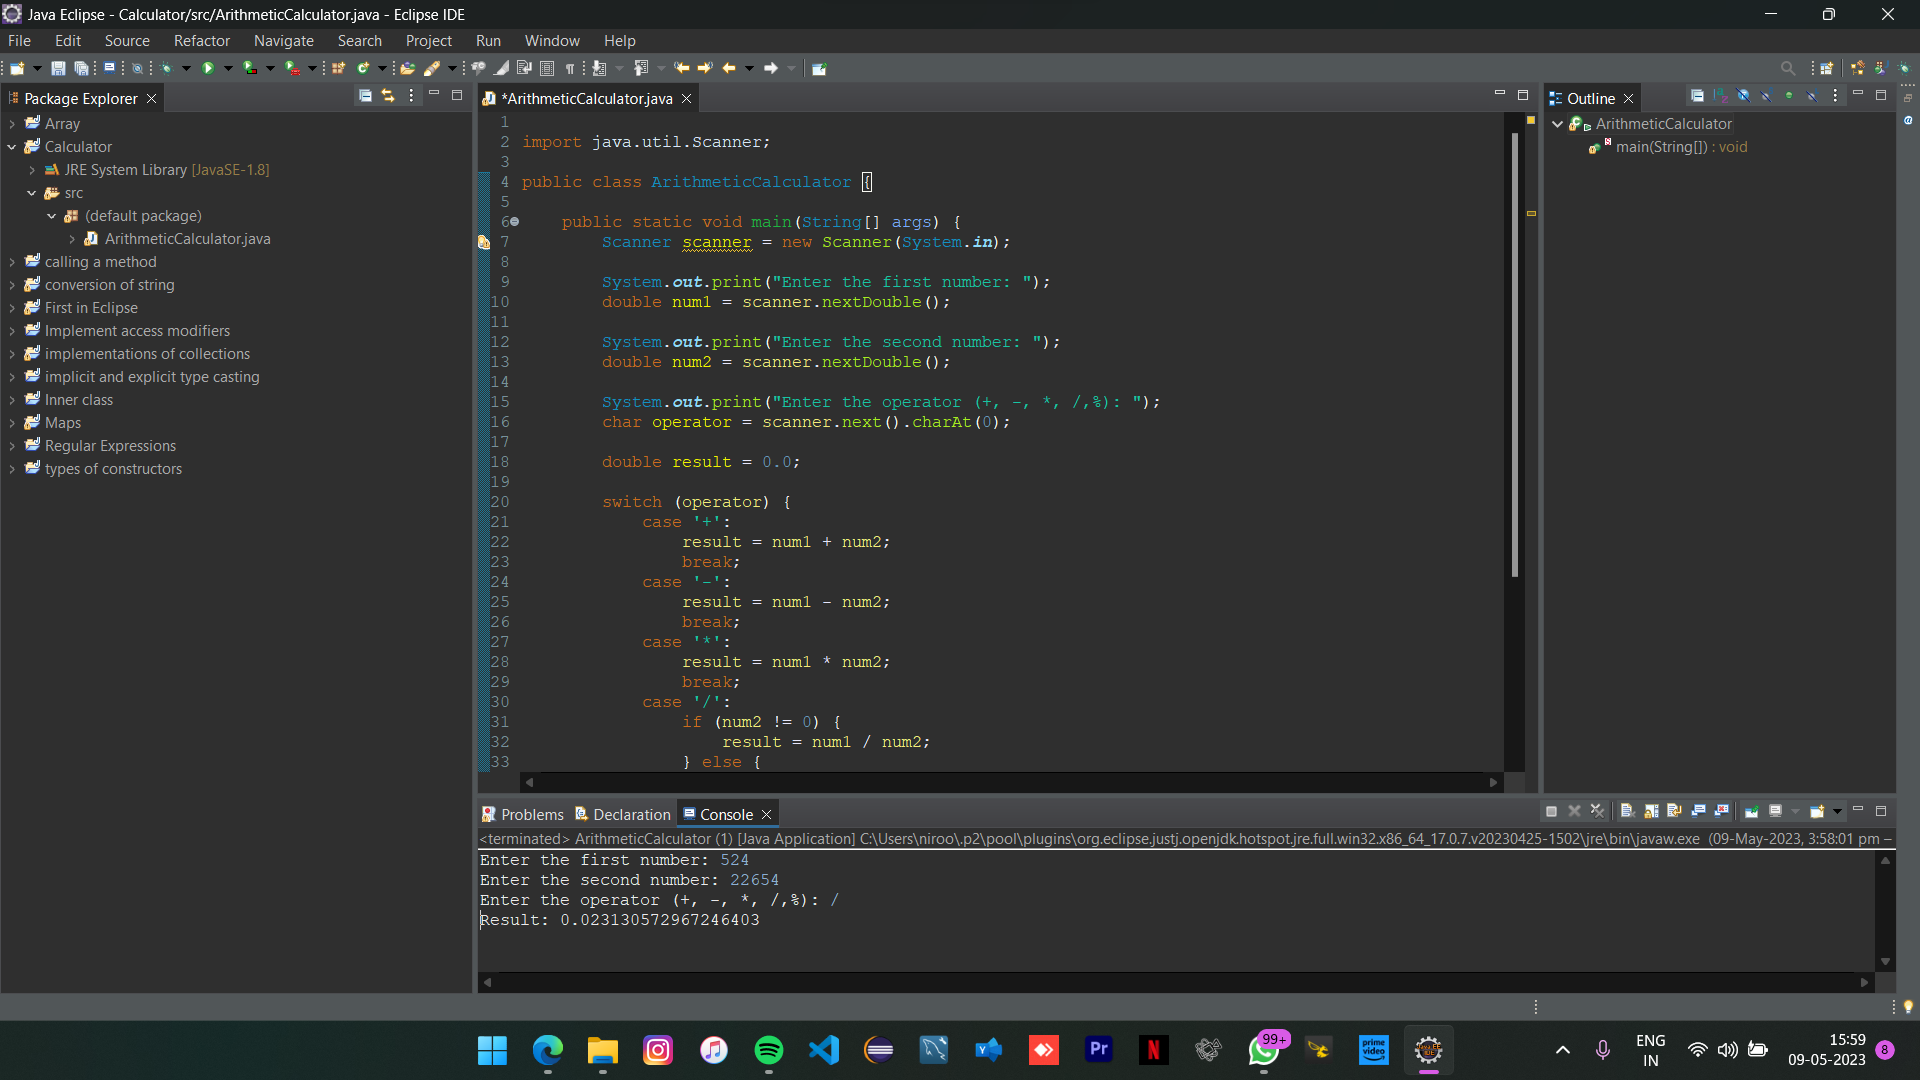 Java Eclipse - Calculator/src/ArithmeticCalculator.java - Eclipse IDE
File Edit Source Refactor Navigate Search Project Run Window Help
Package Explorer
Array
Calculator
JRE System Library [JavaSE-1.8]
src
(default package)
ArithmeticCalculator.java
calling a method
conversion of string
First in Eclipse
Implement access modifiers
implementations of collections
implicit and explicit type casting
Inner class
Maps
Regular Expressions
types of constructors
*ArithmeticCalculator.java
1
2 import java.util.Scanner;
3
4 public class ArithmeticCalculator {
5
6 public static void main(String[] args) {
7 Scanner scanner = new Scanner(System.in);
8
9 System.out.print("Enter the first number: ");
10 double num1 = scanner.nextDouble();
11
12 System.out.print("Enter the second number: ");
13 double num2 = scanner.nextDouble();
14
15 System.out.print("Enter the operator (+, -, *, /,%): ");
16 char operator = scanner.next().charAt(0);
17
18 double result = 0.0;
19
20 switch (operator) {
21 case '+':
22 result = num1 + num2;
23 break;
24 case '-':
25 result = num1 - num2;
26 break;
27 case '*':
28 result = num1 * num2;
29 break;
30 case '/':
31 if (num2 != 0) {
32 result = num1 / num2;
33 } else {
Outline
ArithmeticCalculator
main(String[]) : void
Problems Declaration Console
<terminated> ArithmeticCalculator (1) [Java Application] C:\Users\niroo\.p2\pool\plugins\org.eclipse.justj.openjdk.hotspot.jre.full.win32.x86_64_17.0.7.v20230425-1502\jre\bin\javaw.exe (09-May-2023, 3:58:01 pm –
Enter the first number: 524
Enter the second number: 22654
Enter the operator (+, -, *, /,%): /
Result: 0.023130572967246403
Pr
N
99+
prime video
ENG
IN
15:59
09-05-2023
8